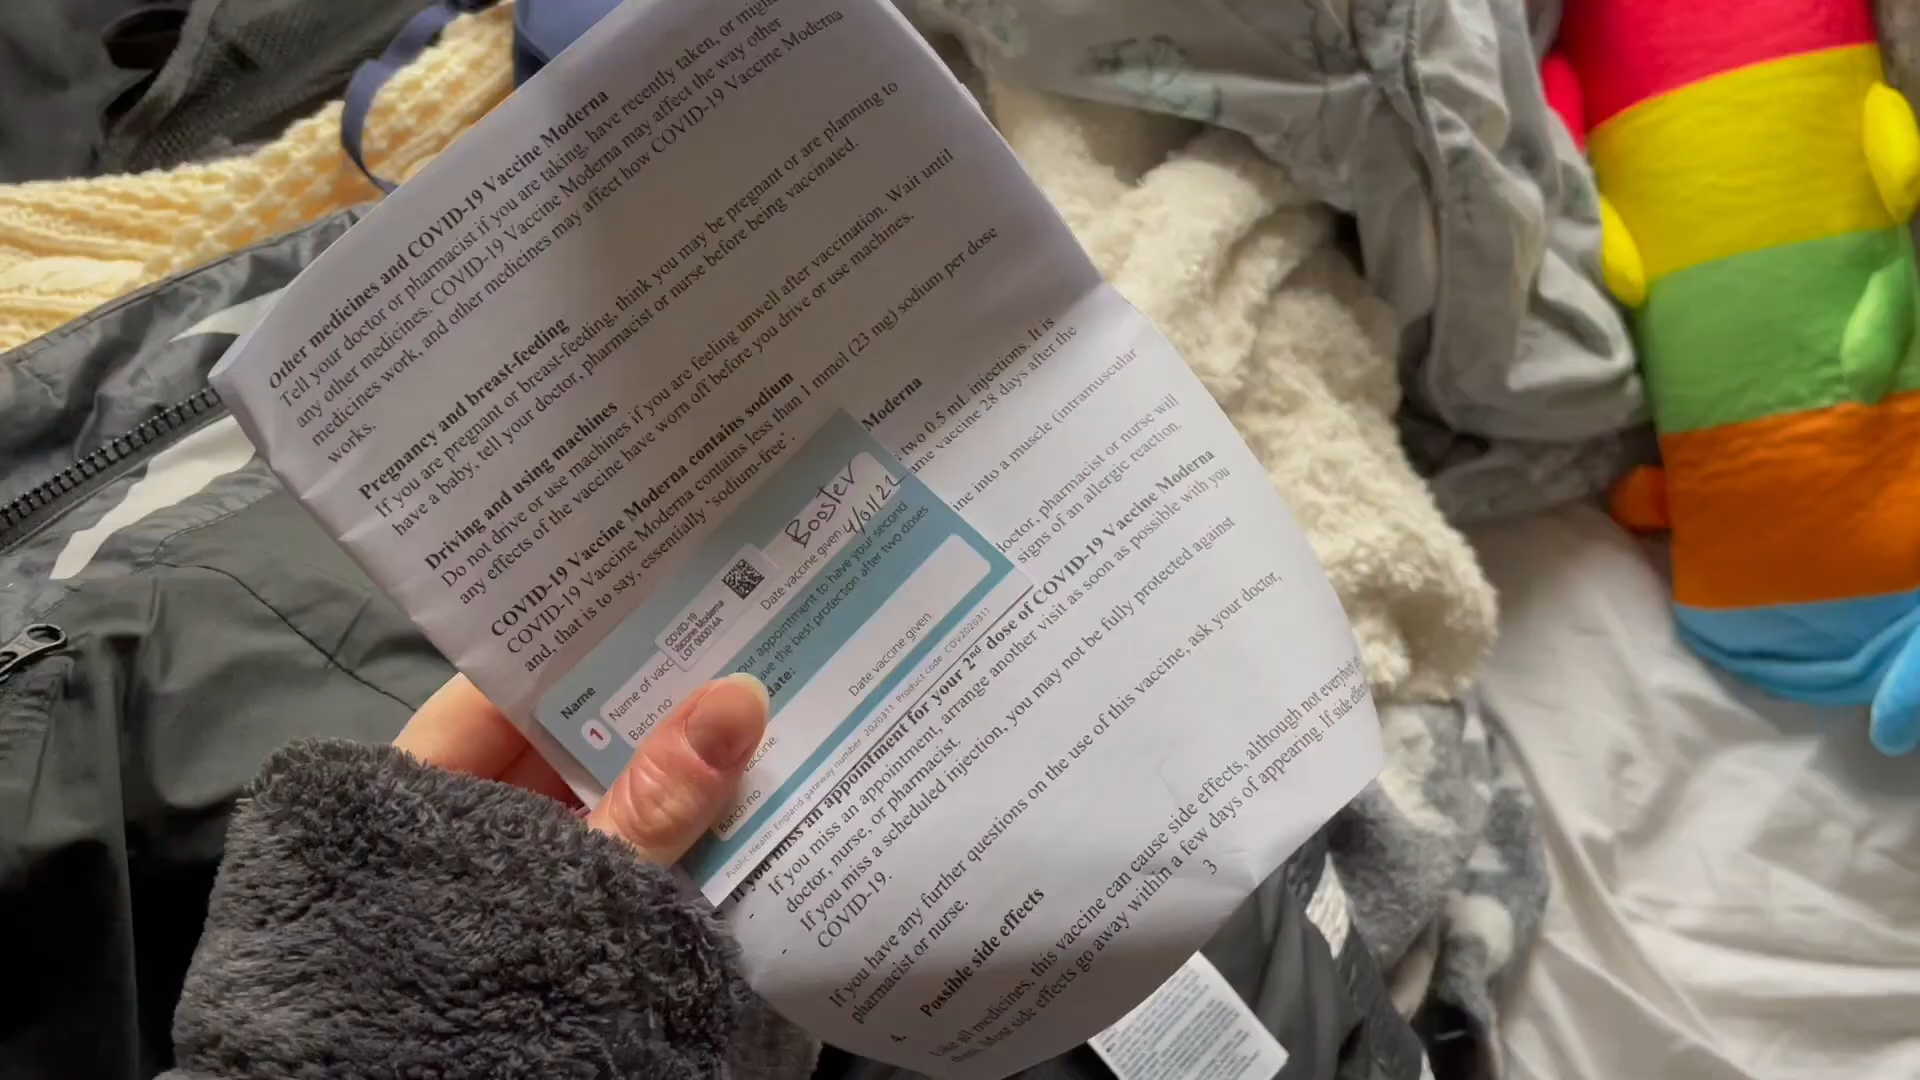 Other medicines and COVID-19 Vaccine Moderna
Tell your doctor or pharmacist if you are taking, have recently taken, or might
any other medicines. COVID-19 Vaccine Moderna may affect the way other
medicines work, and other medicines may affect how COVID-19 Vaccine Moderna
works.
Pregnancy and breast-feeding
If you are pregnant or breast-feeding, think you may be pregnant or are planning to
have a baby, tell your doctor, pharmacist or nurse before being vaccinated.
Driving and using machines
Do not drive or use machines if you are feeling unwell after vaccination. Wait until
any effects of the vaccine have worn off before you drive or use machines.
COVID-19 Vaccine Moderna contains sodium
COVID-19 Vaccine Moderna contains less than 1 mmol (23 mg) sodium per dose
and, that is to say, essentially 'sodium-free'.
Moderna
two 0.5 mL injections. It is
vaccine 28 days after the
into a muscle (intramuscular
doctor, pharmacist or nurse will
signs of an allergic reaction.
Name
Booster
1 Name of
COVID-19
Vaccine Moderna
LOT 000014A
Batch no
Date vaccine given 4/01/22
your appointment to have your second
have the best protection after two doses
date:
vaccine
Batch no
Date vaccine given
Public Health England gateway number 2020311 Product code COV2020311
If you miss an appointment for your 2nd dose of COVID-19 Vaccine Moderna
- If you miss an appointment, arrange another visit as soon as possible with you
doctor, nurse, or pharmacist.
- If you miss a scheduled injection, you may not be fully protected against
COVID-19.
If you have any further questions on the use of this vaccine, ask your doctor,
pharmacist or nurse.
4. Possible side effects
Like all medicines, this vaccine can cause side effects, although not everybody
them. Most side effects go away within a few days of appearing. If side
3